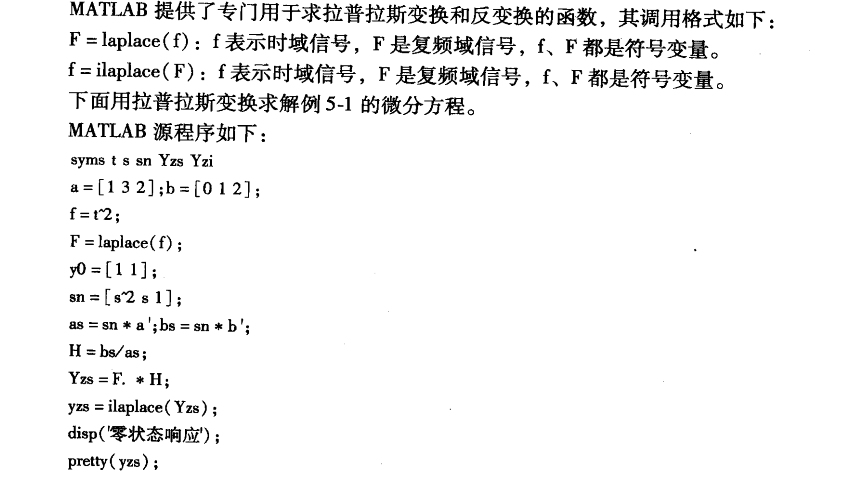 MATLAB 提供了专门用于求拉普拉斯变换和反变换的函数，其调用格式如下：
F = laplace( f )：f 表示时域信号，F 是复频域信号，f、F 都是符号变量。
f = ilaplace( F )：f 表示时域信号，F 是复频域信号，f、F 都是符号变量。
下面用拉普拉斯变换求解例 5-1 的微分方程。
MATLAB 源程序如下：
syms t s sn Yzs Yzi
a = [1 3 2];b = [0 1 2];
f = t^2;
F = laplace( f );
y0 = [1 1];
sn = [ s^2 s 1];
as = sn * a ';bs = sn * b ';
H = bs/as;
Yzs = F. * H;
yzs = ilaplace( Yzs );
disp('零状态响应');
pretty( yzs );